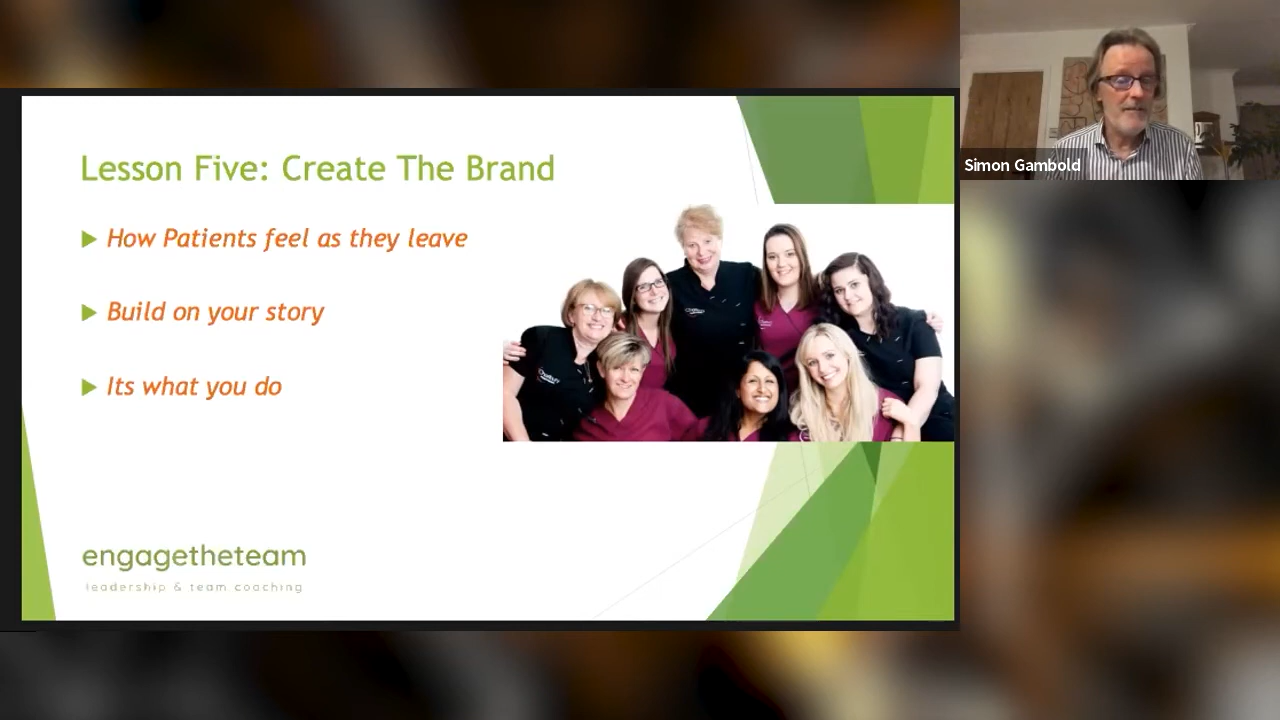 Lesson Five: Create The Brand
How Patients feel as they leave
Build on your story
Its what you do
engagetheteam
leadership & team coaching
Simon Gambold